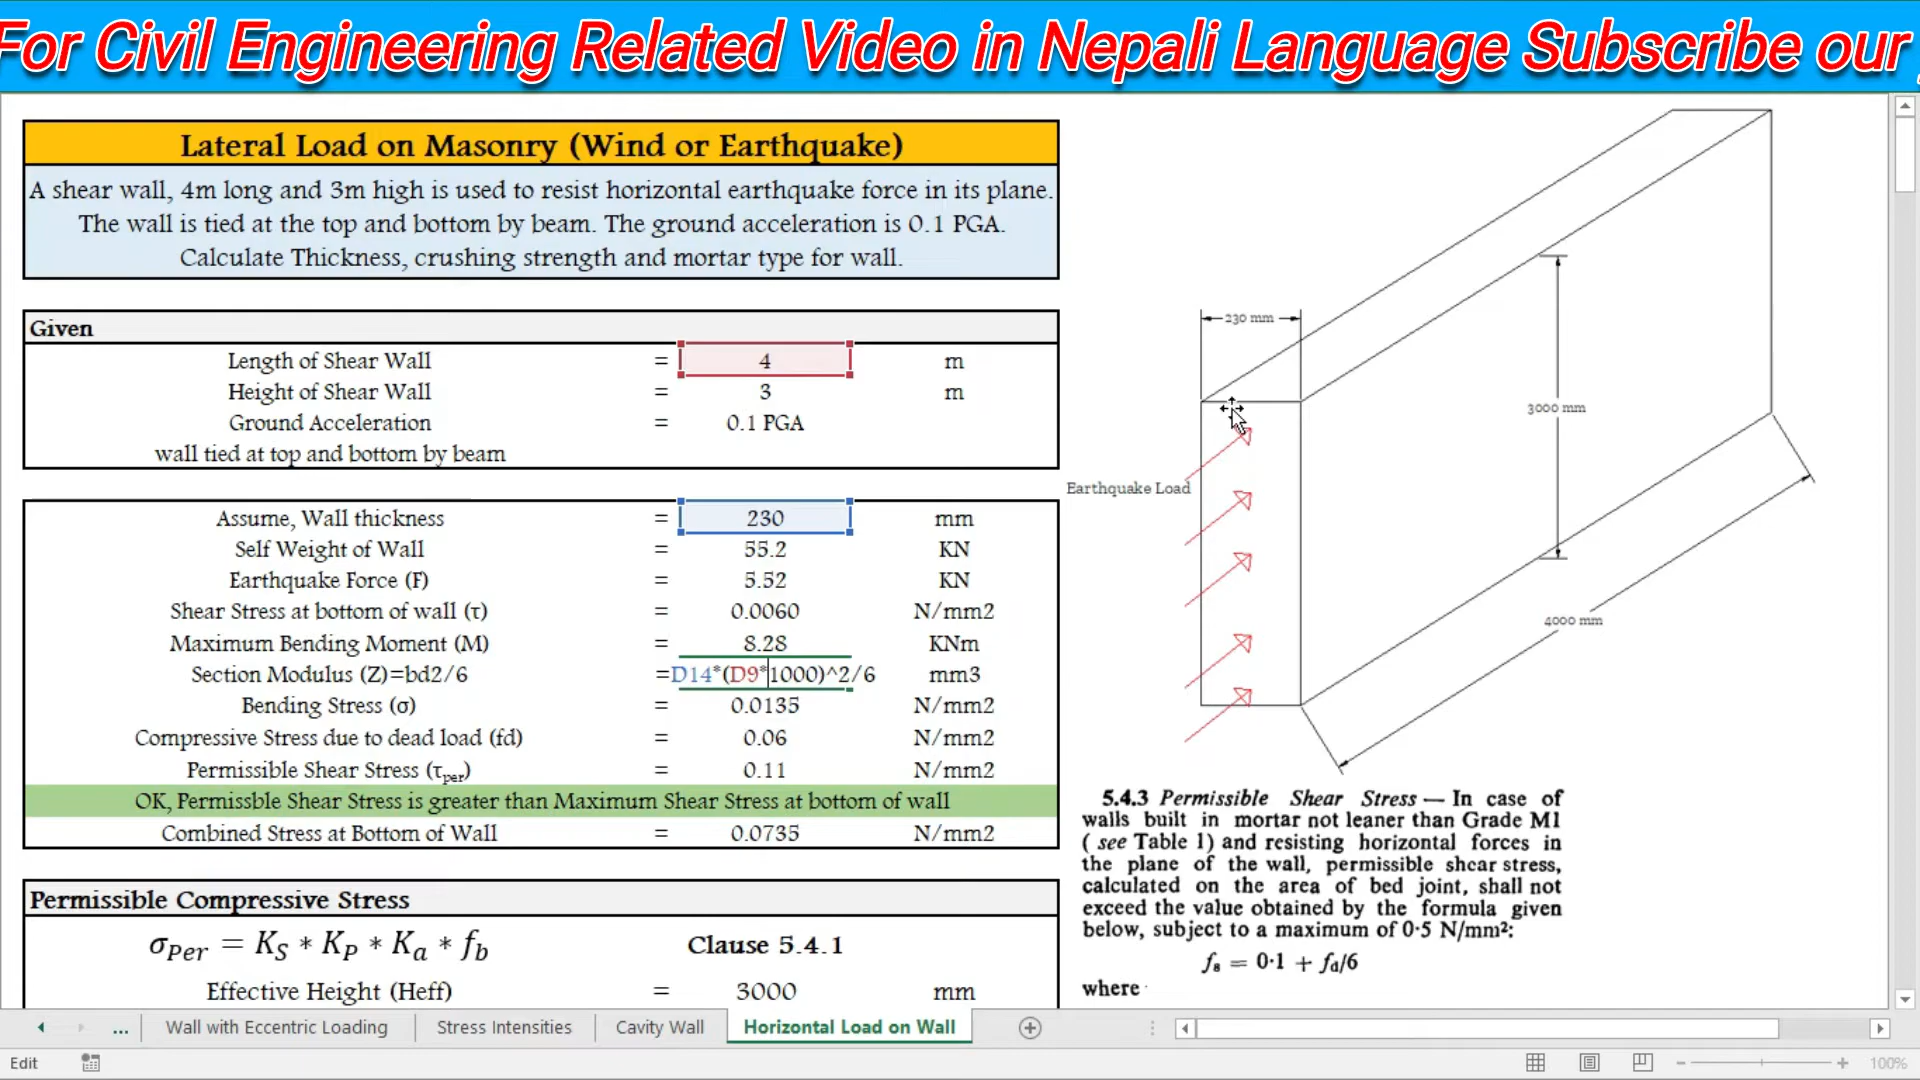 For Civil Engineering Related Video in Nepali Language Subscribe our
Lateral Load on Masonry (Wind or Earthquake)
A shear wall, 4m long and 3m high is used to resist horizontal earthquake force in its plane.
The wall is tied at the top and bottom by beam. The ground acceleration is 0.1 PGA.
Calculate Thickness, crushing strength and mortar type for wall.
Given
Length of Shear Wall = 4 m
Height of Shear Wall = 3 m
Ground Acceleration = 0.1 PGA
wall tied at top and bottom by beam
Assume, Wall thickness = 230 mm
Self Weight of Wall = 55.2 KN
Earthquake Force (F) = 5.52 KN
Shear Stress at bottom of wall (τ) = 0.0060 N/mm2
Maximum Bending Moment (M) = 8.28 KNm
Section Modulus (Z)=bd2/6 =D14*(D9*1000)^2/6 mm3
Bending Stress (σ) = 0.0135 N/mm2
Compressive Stress due to dead load (fd) = 0.06 N/mm2
Permissible Shear Stress (τper) = 0.11 N/mm2
OK, Permissble Shear Stress is greater than Maximum Shear Stress at bottom of wall
Combined Stress at Bottom of Wall = 0.0735 N/mm2
Permissible Compressive Stress
σPer = KS * KP * Ka * fb Clause 5.4.1
Effective Height (Heff) = 3000 mm
230 mm
3000 mm
Earthquake Load
4000 mm
5.4.3 Permissible Shear Stress — In case of
walls built in mortar not leaner than Grade M1
( see Table 1) and resisting horizontal forces in
the plane of the wall, permissible shear stress,
calculated on the area of bed joint, shall not
exceed the value obtained by the formula given
below, subject to a maximum of 0·5 N/mm²:
fs = 0·1 + fd/6
where
... Wall with Eccentric Loading Stress Intensities Cavity Wall Horizontal Load on Wall
Edit 100%